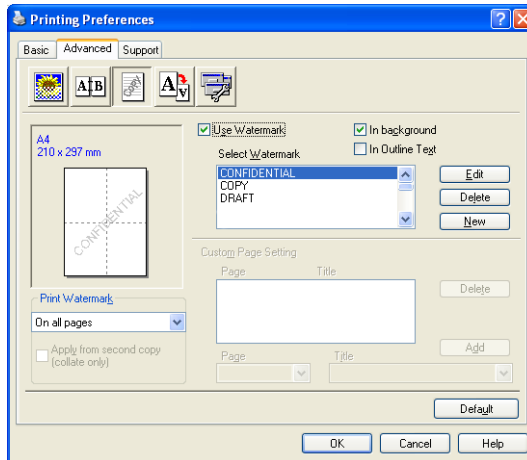 Printing Preferences
Basic Advanced Support
A B
COPY
A A
A4
210 x 297 mm
CONFIDENTIAL
Use Watermark
In background
In Outline Text
Select Watermark
CONFIDENTIAL
COPY
DRAFT
Edit
Delete
New
Print Watermark
On all pages
Apply from second copy
(collate only)
Custom Page Setting
Page Title
Delete
Add
Page Title
Default
OK Cancel Help